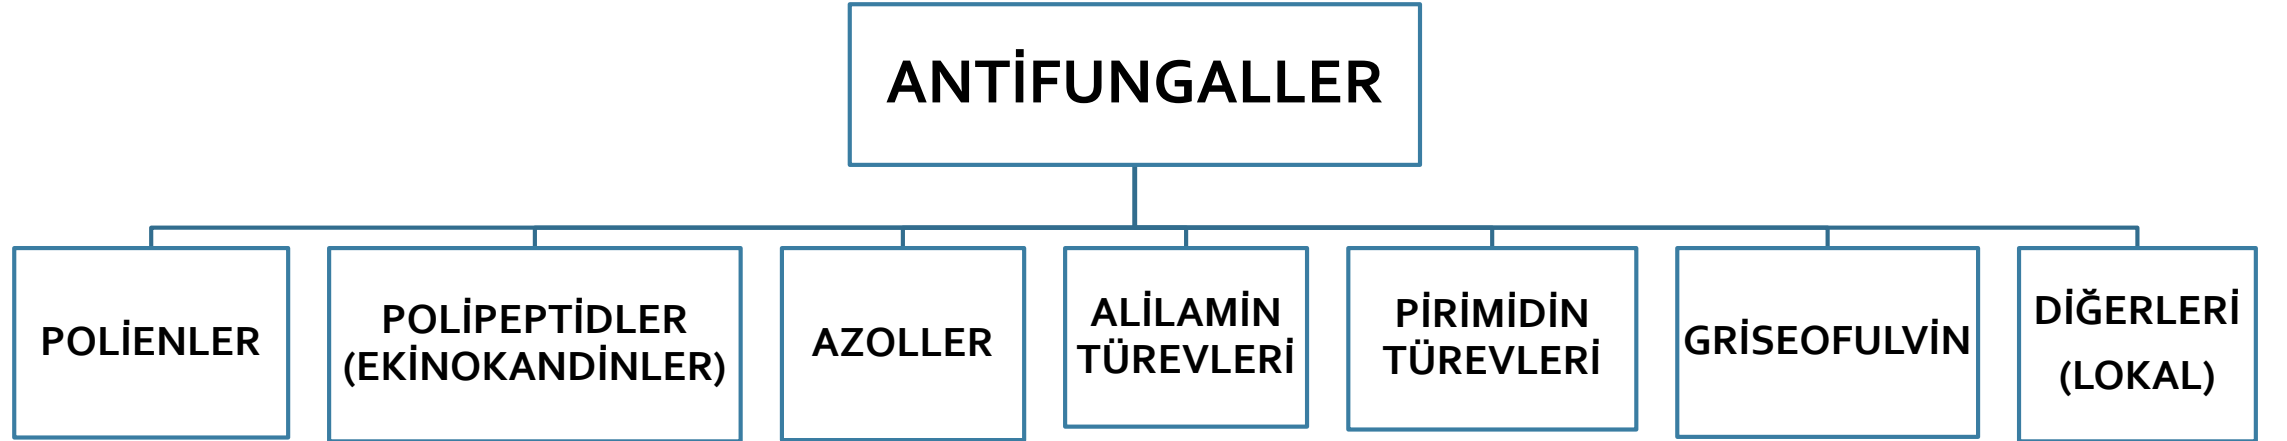 ANTİFUNGALLER
POLİENLER
POLİPEPTİDLER
(EKİNOKANDİNLER)
AZOLLER
ALİLAMİN
TÜREVLERİ
PİRİMİDİN
TÜREVLERİ
GRİSEOFULVİN
DİĞERLERİ
(LOKAL)